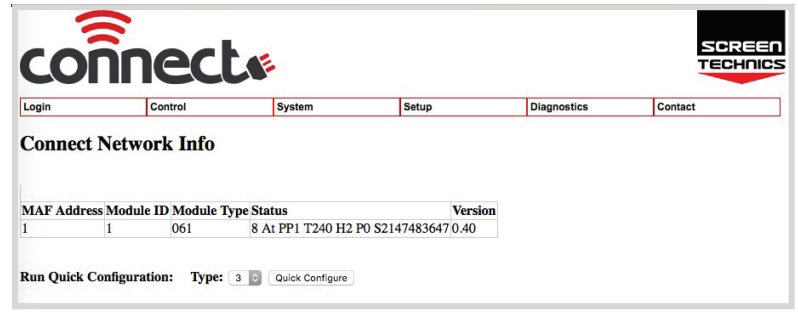 connect
SCREEN
TECHNICS
Login Control System Setup Diagnostics Contact
Connect Network Info
MAF Address Module ID Module Type Status Version
1 1 061 8 At PP1 T240 H2 P0 S2147483647 0.40
Run Quick Configuration: Type: 3 Quick Configure